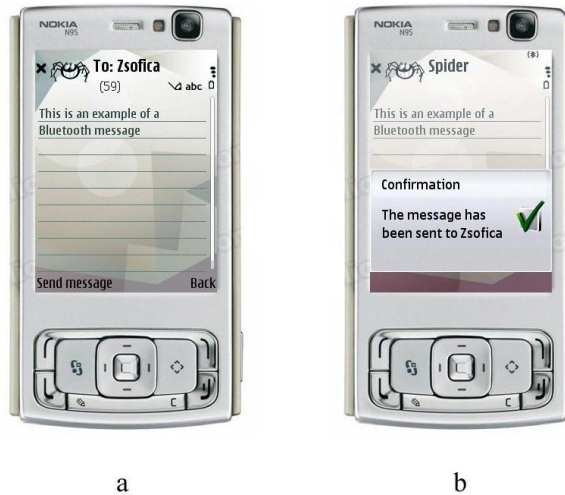 NOKIA
N95
To: Zsofica
(59)
abc
This is an example of a
Bluetooth message
Send message
Back
C
a
NOKIA
N95
Spider
This is an example of a
Bluetooth message
Confirmation
The message has
been sent to Zsofica
C
b